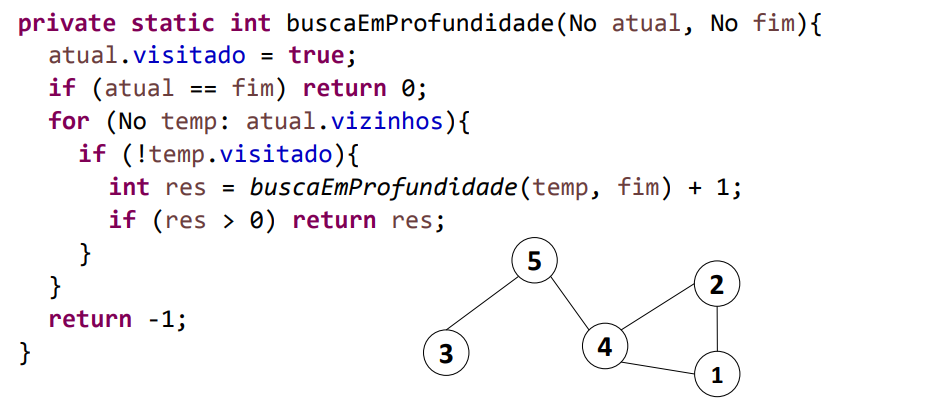 private static int buscaEmProfundidade(No atual, No fim){
atual.visitado = true;
if (atual == fim) return 0;
for (No temp: atual.vizinhos){
if (!temp.visitado){
int res = buscaEmProfundidade(temp, fim) + 1;
if (res > 0) return res;
}
}
return -1;
}
5
2
3
4
1